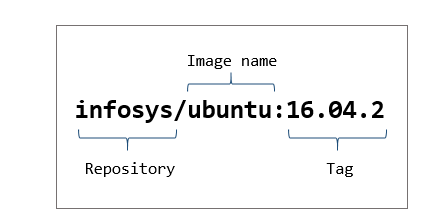 Image name
infosys/ubuntu:16.04.2
Repository
Tag